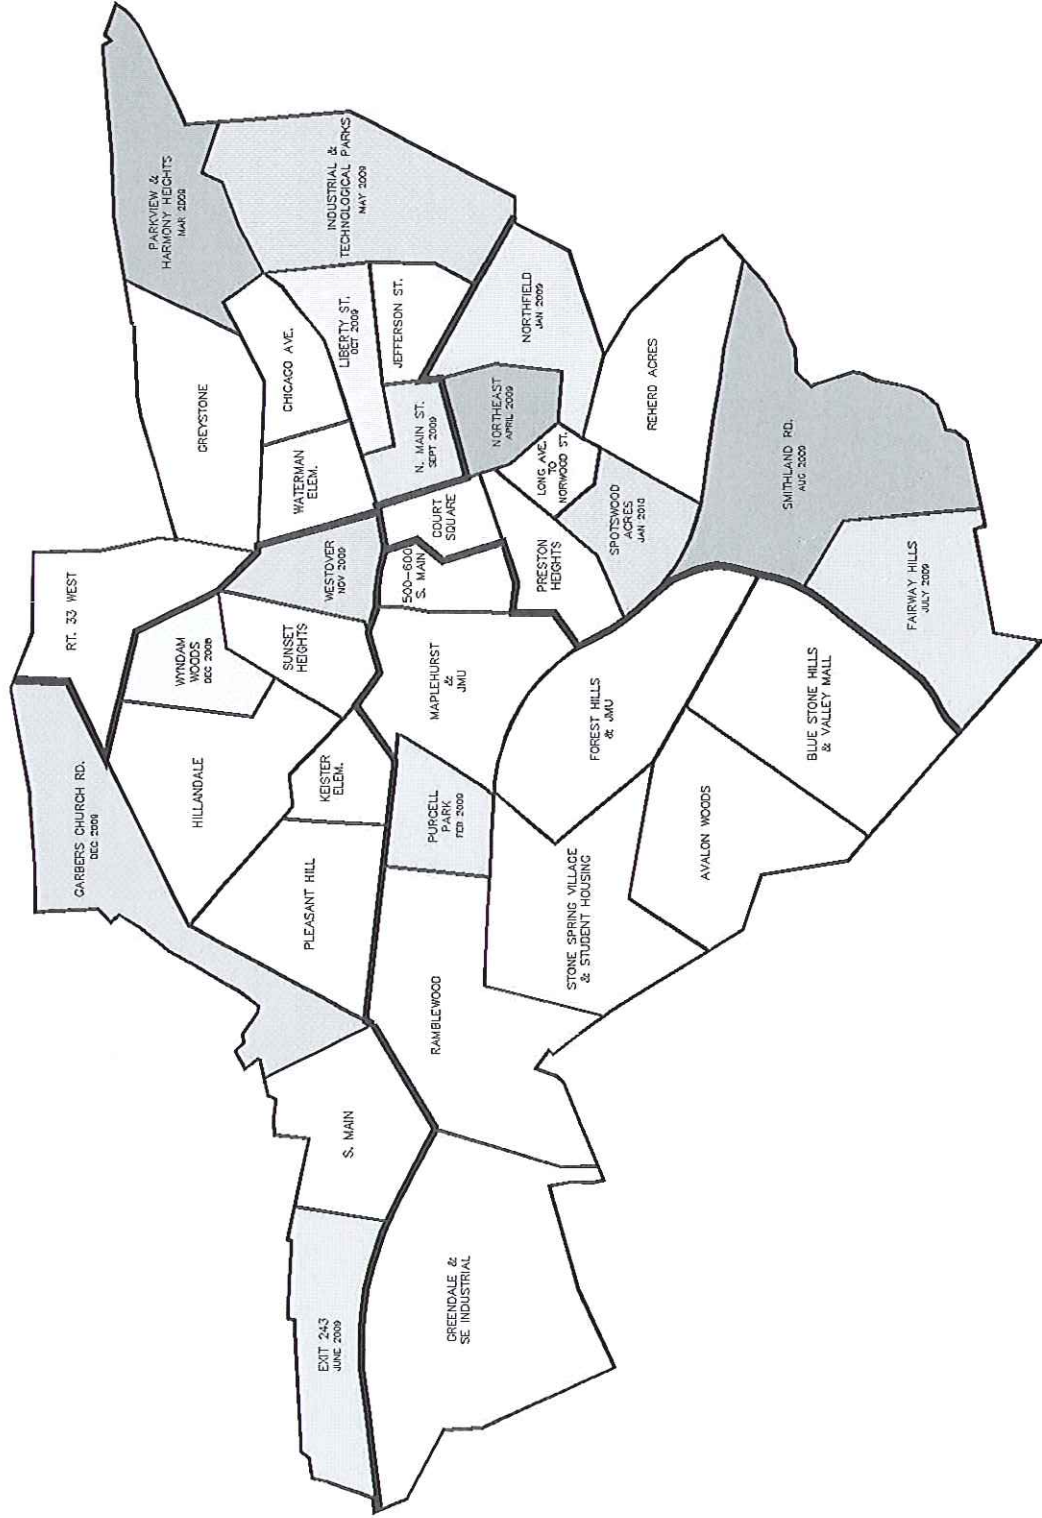 PARKVIEW &
HARMONY HEIGHTS
MAR 2009
INDUSTRIAL &
TECHNOLOGICAL PARKS
MAY 2009
GREYSTONE
CHICAGO AVE.
LIBERTY ST.
OCT 2009
JEFFERSON ST.
NORTHFIELD
JAN 2009
WATERMAN
ELEM.
N. MAIN ST.
SEPT 2009
NORTHEAST
APRIL 2009
REHERD ACRES
LONG AVE.
TO
NORWOOD ST.
SMITHLAND RD.
AUG 2009
RT. 33 WEST
WESTOVER
NOV 2009
COURT
SQUARE
500-600
S. MAIN
PRESTON
HEIGHTS
SPOTSWOOD
ACRES
JAN 2010
FAIRWAY HILLS
JULY 2009
WYNDAM
WOODS
DEC 2008
SUNSET
HEIGHTS
MAPLEHURST
&
JMU
FOREST HILLS
& JMU
BLUE STONE HILLS
& VALLEY MALL
GARBERS CHURCH RD.
DEC 2009
HILLANDALE
KEISTER
ELEM.
PURCELL
PARK
FEB 2009
AVALON WOODS
PLEASANT HILL
STONE SPRING VILLAGE
& STUDENT HOUSING
RAMBLEWOOD
S. MAIN
GREENDALE &
SE INDUSTRIAL
EXIT 243
JUNE 2009